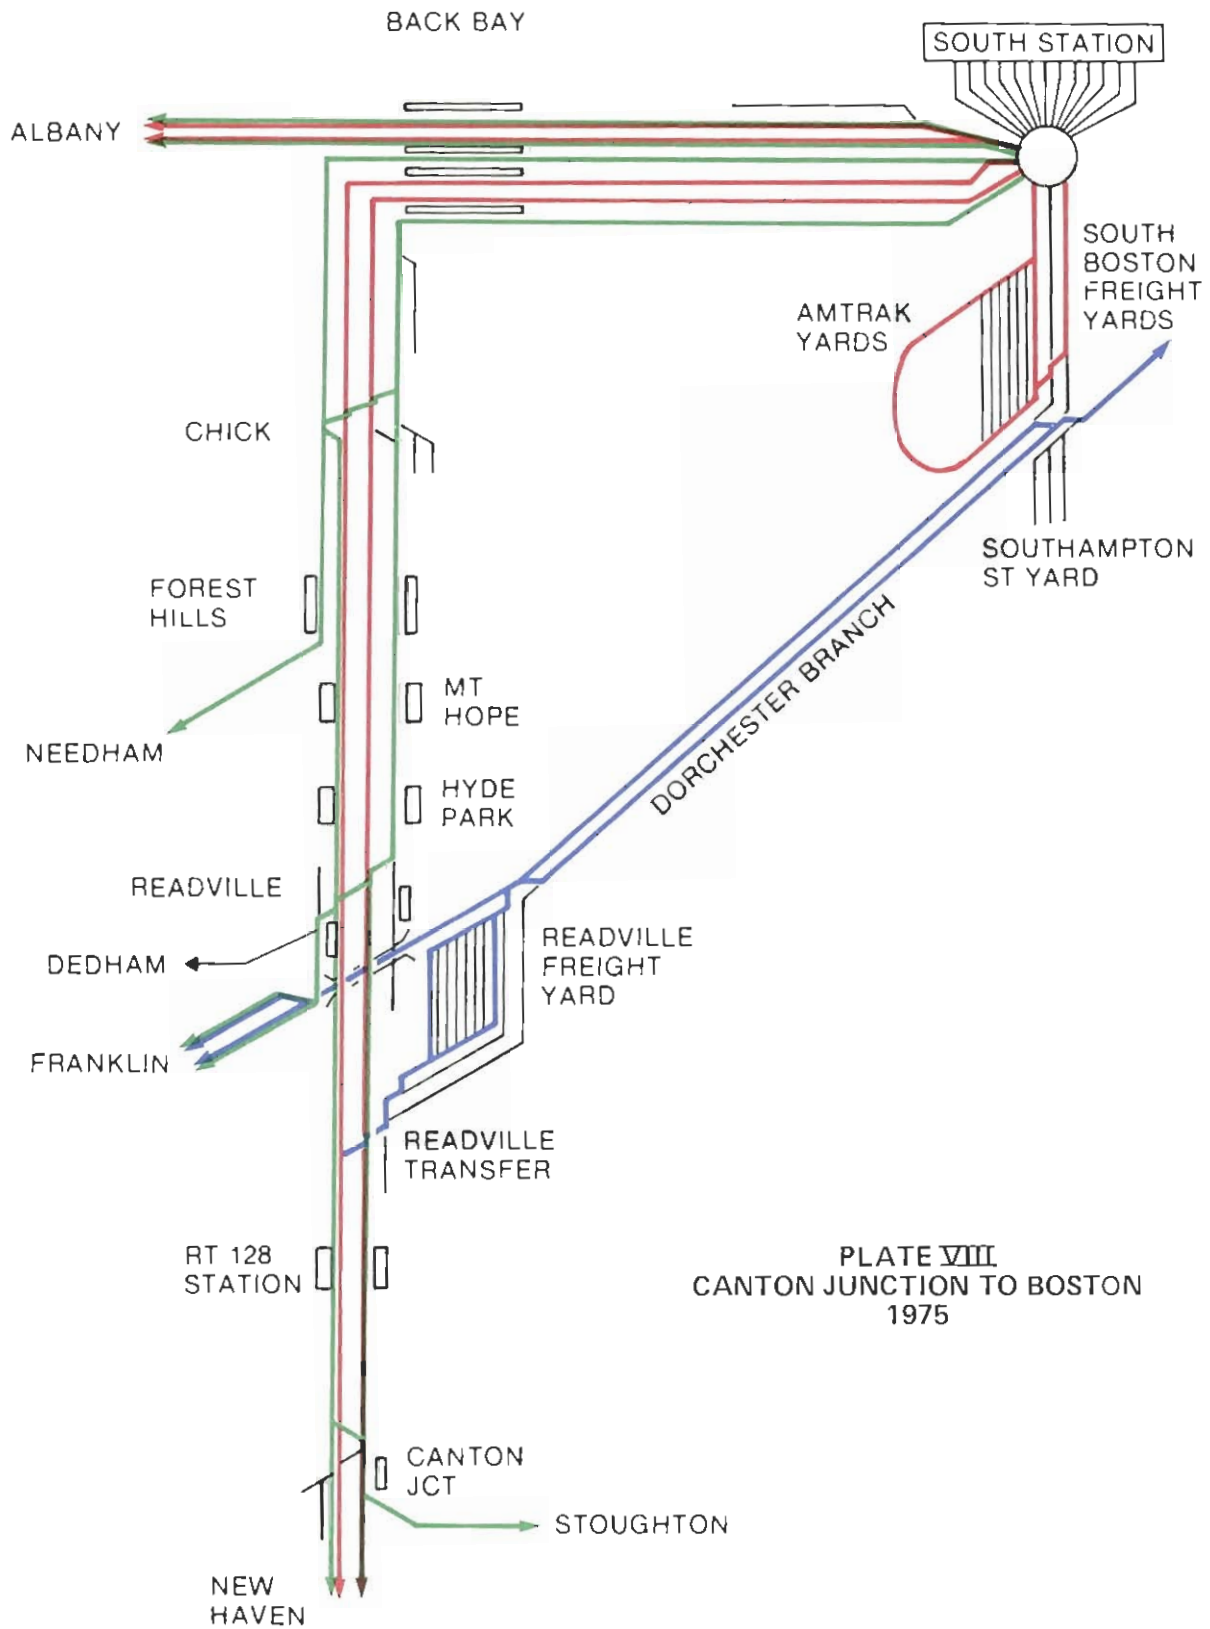 BACK BAY
SOUTH STATION
ALBANY
SOUTH
BOSTON
FREIGHT
YARDS
AMTRAK
YARDS
CHICK
SOUTHAMPTON
ST YARD
FOREST
HILLS
DORCHESTER BRANCH
MT
HOPE
NEEDHAM
HYDE
PARK
READVILLE
READVILLE
FREIGHT
YARD
DEDHAM
FRANKLIN
READVILLE
TRANSFER
RT 128
STATION
PLATE VIII
CANTON JUNCTION TO BOSTON
1975
CANTON
JCT
STOUGHTON
NEW
HAVEN